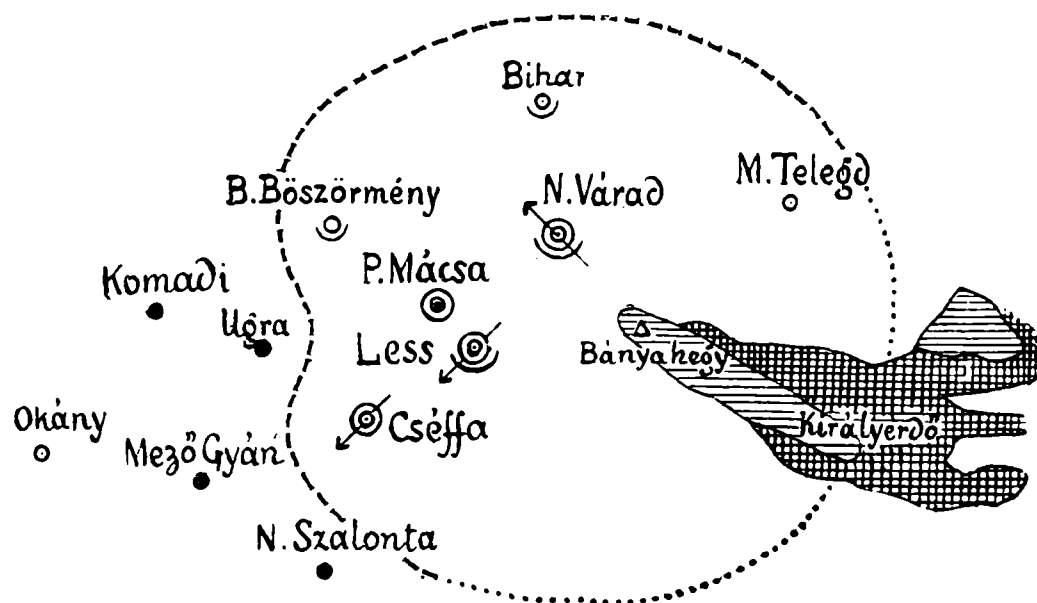 Bihar
M. Telegd
B. Böszörmény
N. Várad
P. Mácsa
Komadi
Ugra
Less
Bányahegy
Okány
Cséffa
Királyerdő
Mező Gyán
N. Szalonta